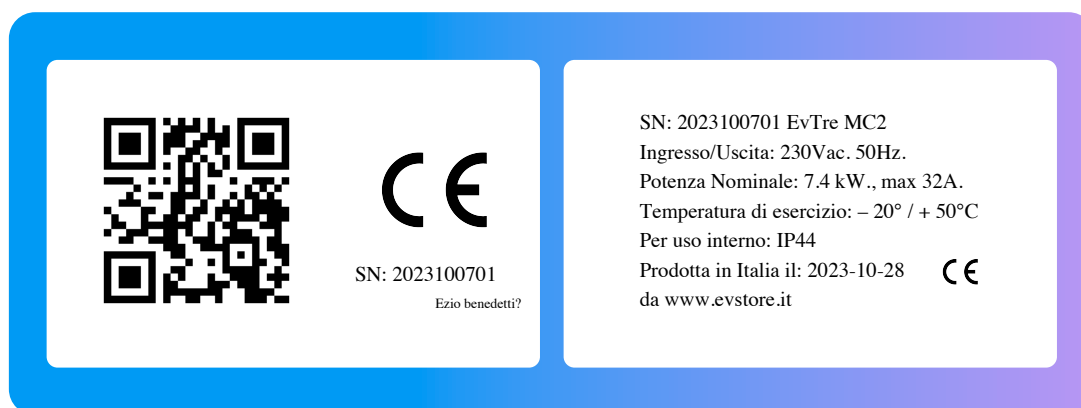 CE
SN: 2023100701
Ezio benedetti?
SN: 2023100701 EvTre MC2
Ingresso/Uscita: 230Vac. 50Hz.
Potenza Nominale: 7.4 kW., max 32A.
Temperatura di esercizio: – 20° / + 50°C
Per uso interno: IP44
Prodotta in Italia il: 2023-10-28 CE
da www.evstore.it